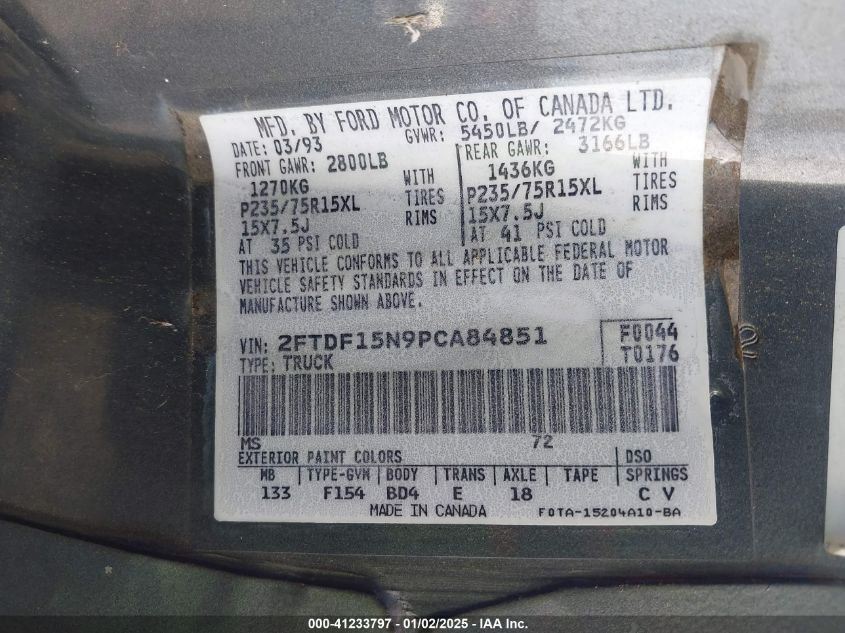 MFD. BY FORD MOTOR CO. OF CANADA LTD.
DATE: 03/93 GVWR: 5450LB/ 2472KG
FRONT GAWR: 2800LB REAR GAWR: 3166LB
1270KG WITH 1436KG WITH
P235/75R15XL TIRES P235/75R15XL TIRES
15X7.5J RIMS 15X7.5J RIMS
AT 35 PSI COLD AT 41 PSI COLD
THIS VEHICLE CONFORMS TO ALL APPLICABLE FEDERAL MOTOR
VEHICLE SAFETY STANDARDS IN EFFECT ON THE DATE OF
MANUFACTURE SHOWN ABOVE.
VIN: 2FTDF15N9PCA84851 F0044
TYPE: TRUCK T0176
MS 72
EXTERIOR PAINT COLORS DSO
WB TYPE-GVW BODY TRANS AXLE TAPE SPRINGS
133 F154 BD4 E 18 C V
MADE IN CANADA F0TA-15204A10-BA
000-41233797 - 01/02/2025 - IAA Inc.